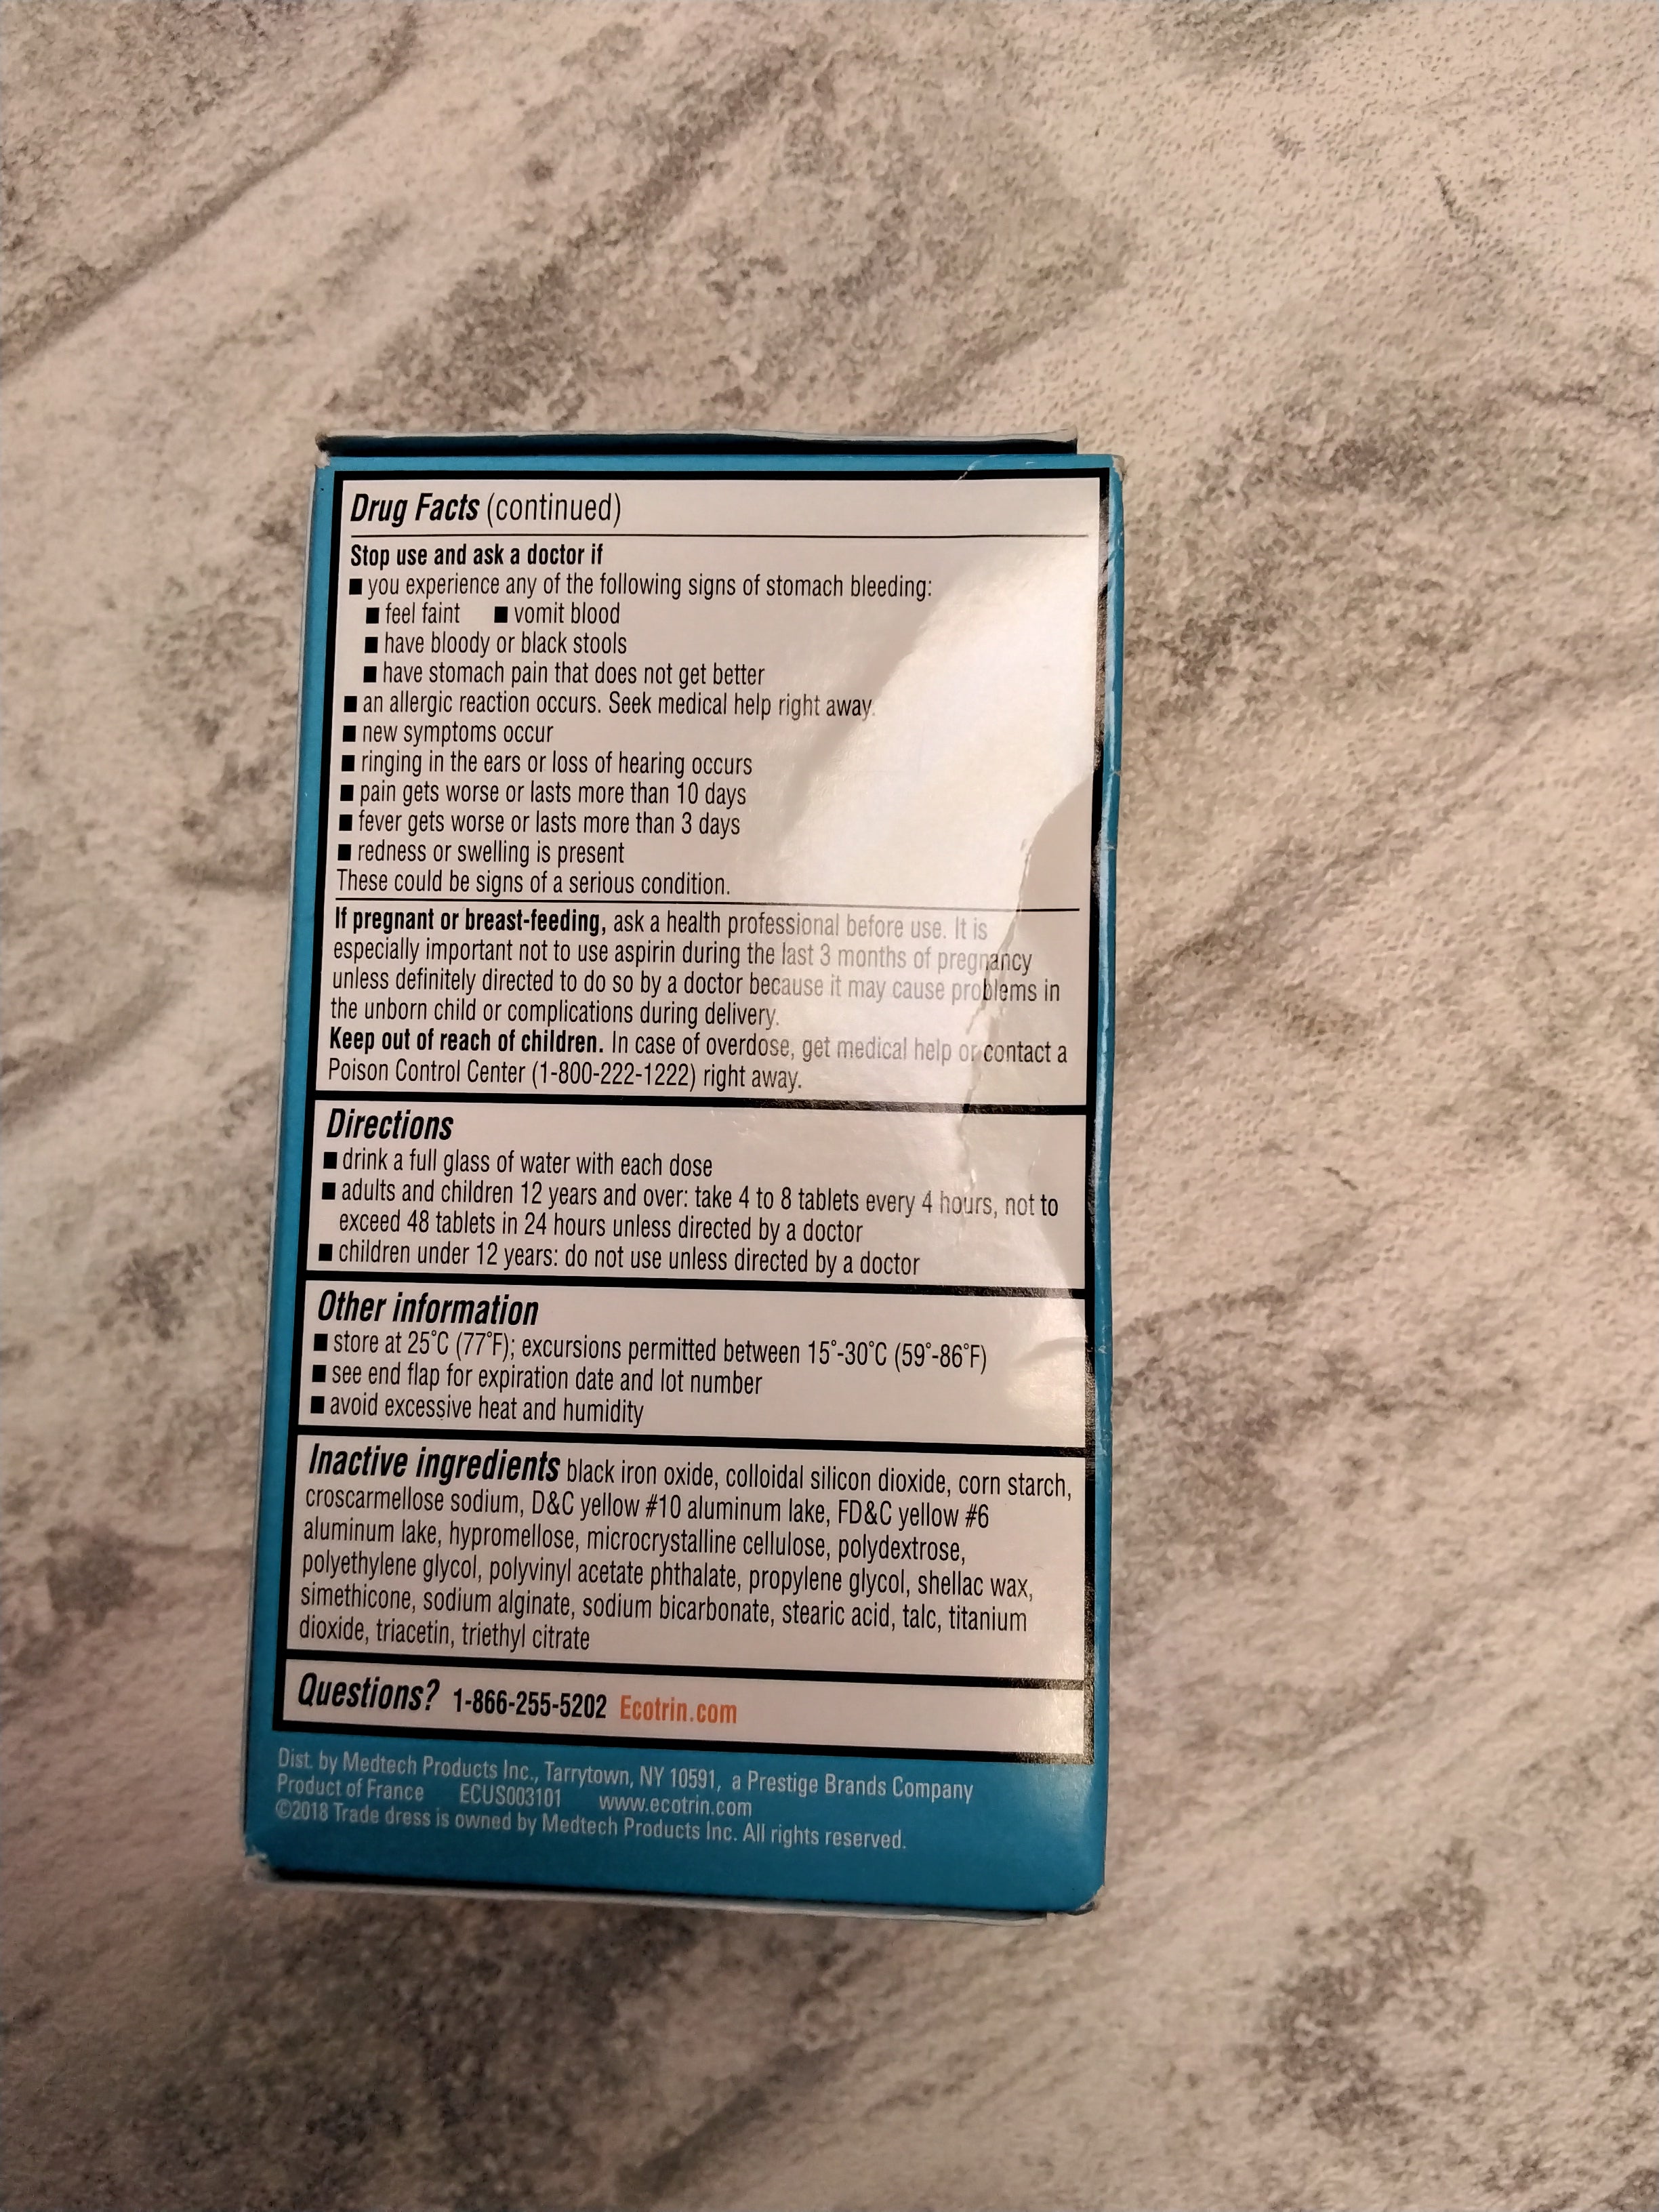 Drug Facts (continued)
Stop use and ask a doctor if
■ you experience any of the following signs of stomach bleeding:
■ feel faint ■ vomit blood
■ have bloody or black stools
■ have stomach pain that does not get better
■ an allergic reaction occurs. Seek medical help right away.
■ new symptoms occur
■ ringing in the ears or loss of hearing occurs
■ pain gets worse or lasts more than 10 days
■ fever gets worse or lasts more than 3 days
■ redness or swelling is present
These could be signs of a serious condition.
If pregnant or breast-feeding, ask a health professional before use. It is
especially important not to use aspirin during the last 3 months of pregnancy
unless definitely directed to do so by a doctor because it may cause problems in
the unborn child or complications during delivery.
Keep out of reach of children. In case of overdose, get medical help or contact a
Poison Control Center (1-800-222-1222) right away.
Directions
■ drink a full glass of water with each dose
■ adults and children 12 years and over: take 4 to 8 tablets every 4 hours, not to
exceed 48 tablets in 24 hours unless directed by a doctor
■ children under 12 years: do not use unless directed by a doctor
Other information
■ store at 25°C (77°F); excursions permitted between 15°-30°C (59°-86°F)
■ see end flap for expiration date and lot number
■ avoid excessive heat and humidity
Inactive ingredients black iron oxide, colloidal silicon dioxide, corn starch,
croscarmellose sodium, D&C yellow #10 aluminum lake, FD&C yellow #6
aluminum lake, hypromellose, microcrystalline cellulose, polydextrose,
polyethylene glycol, polyvinyl acetate phthalate, propylene glycol, shellac wax,
simethicone, sodium alginate, sodium bicarbonate, stearic acid, talc, titanium
dioxide, triacetin, triethyl citrate
Questions? 1-866-255-5202 Ecotrin.com
Dist. by Medtech Products Inc., Tarrytown, NY 10591, a Prestige Brands Company
Product of France ECUS003101 www.ecotrin.com
©2018 Trade dress is owned by Medtech Products Inc. All rights reserved.